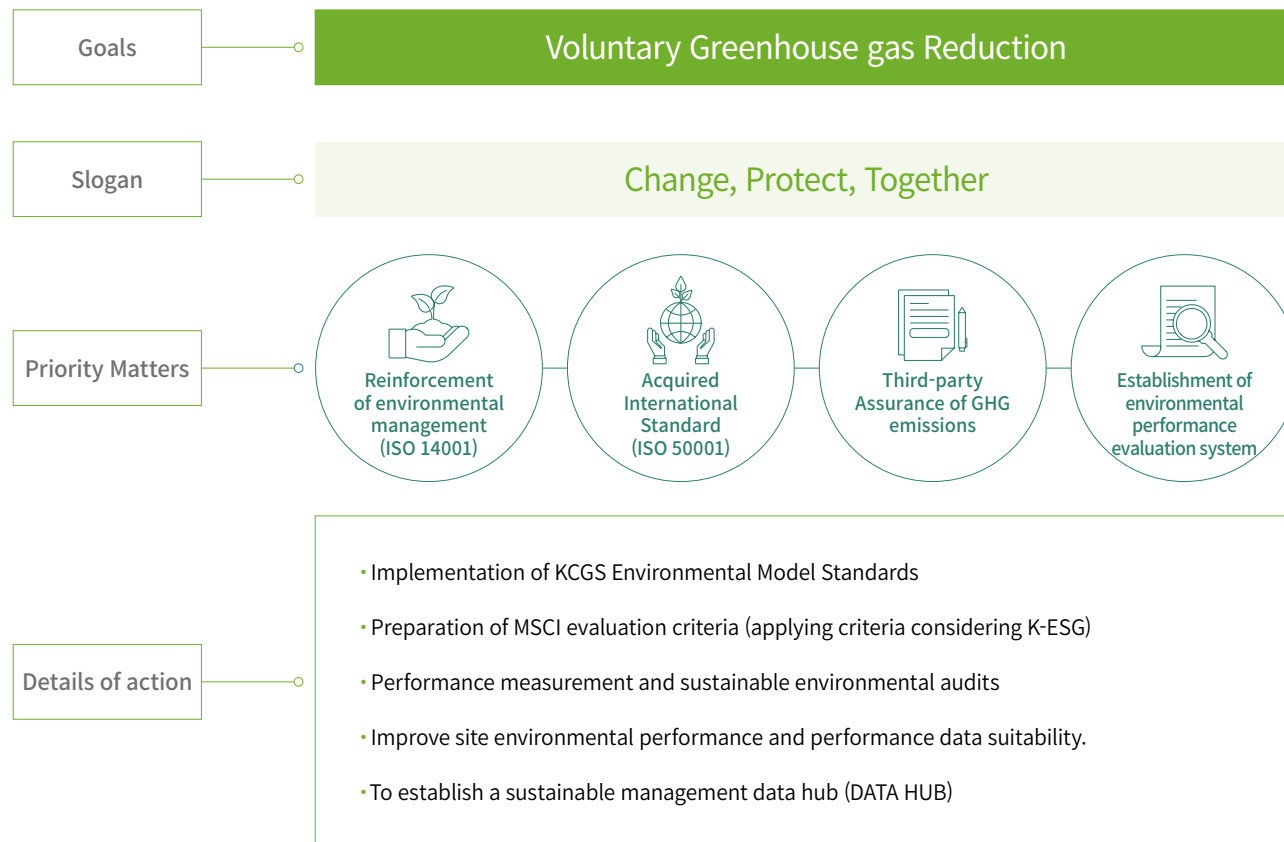 Goals
Voluntary Greenhouse gas Reduction
Slogan
Change, Protect, Together
Priority Matters
Reinforcement
of environmental
management
(ISO 14001)
Acquired
International
Standard
(ISO 50001)
Third-party
Assurance of GHG
emissions
Establishment of
environmental
performance
evaluation system
Details of action
• Implementation of KCGS Environmental Model Standards
• Preparation of MSCI evaluation criteria (applying criteria considering K-ESG)
• Performance measurement and sustainable environmental audits
• Improve site environmental performance and performance data suitability.
• To establish a sustainable management data hub (DATA HUB)